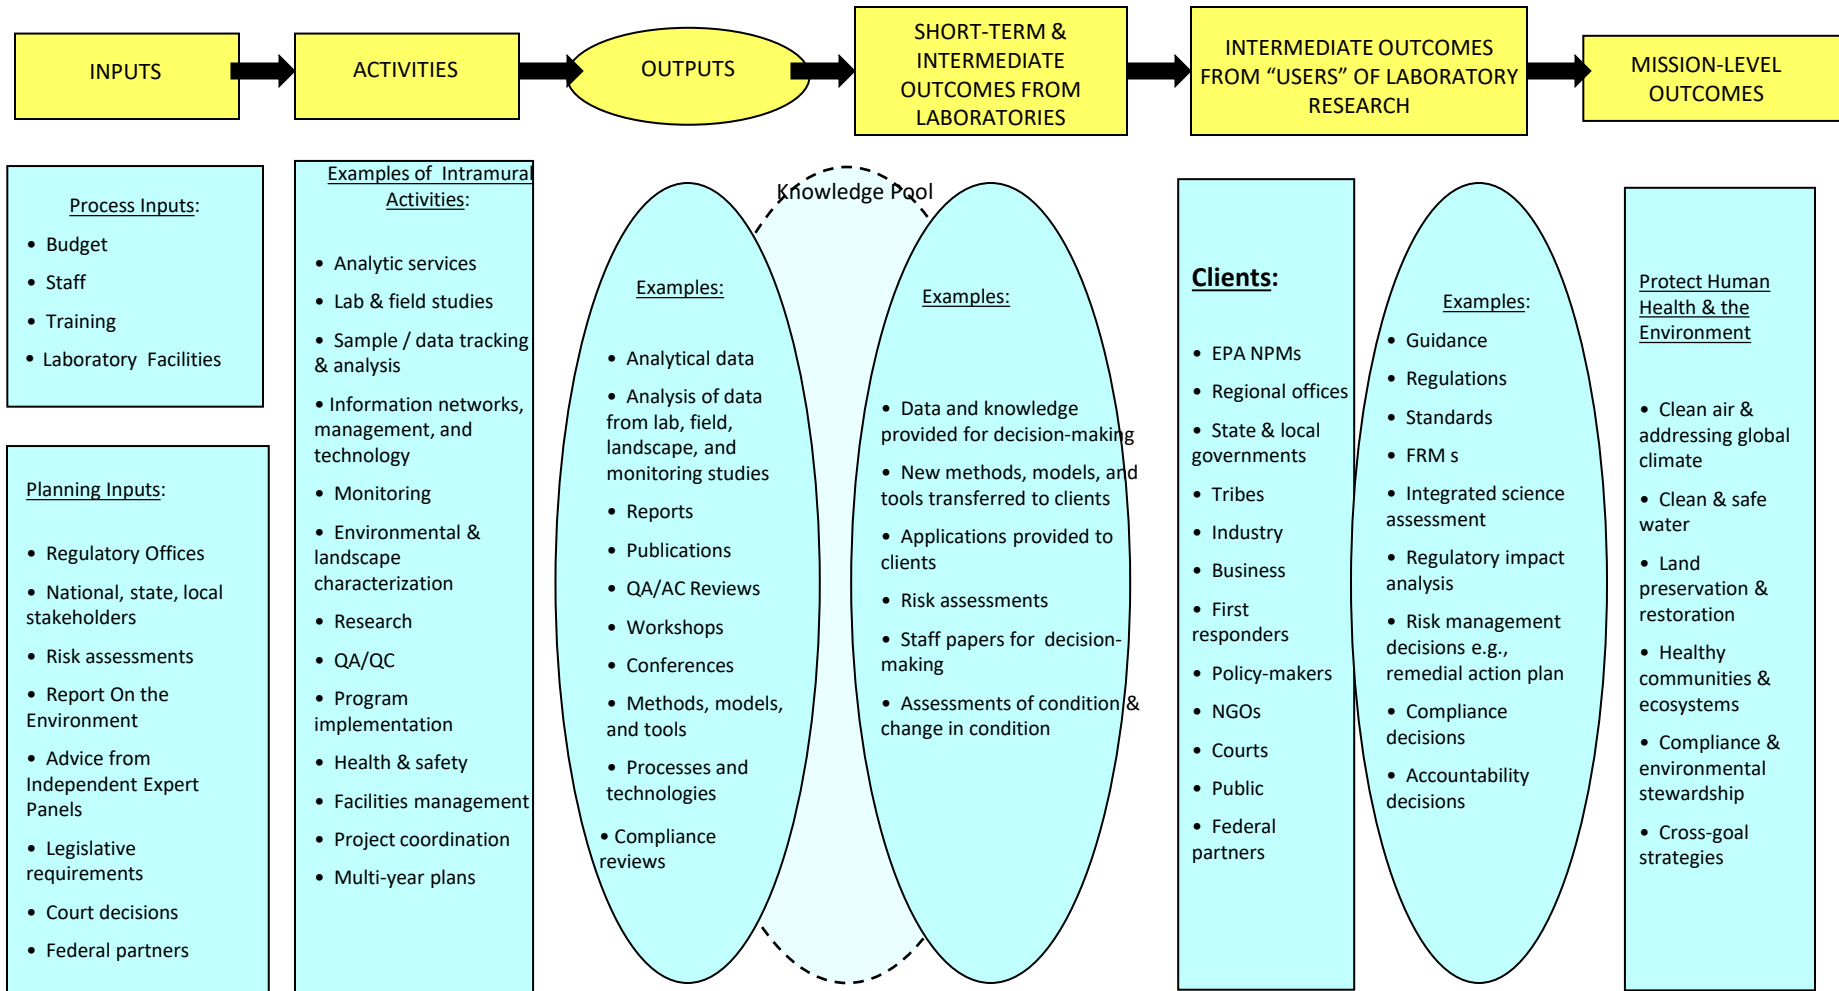 INPUTS
ACTIVITIES
OUTPUTS
SHORT-TERM &
INTERMEDIATE
OUTCOMES FROM
LABORATORIES
INTERMEDIATE OUTCOMES
FROM “USERS” OF LABORATORY
RESEARCH
MISSION-LEVEL
OUTCOMES
Process Inputs:
• Budget
• Staff
• Training
• Laboratory Facilities
Planning Inputs:
• Regulatory Offices
• National, state, local
stakeholders
• Risk assessments
• Report On the
Environment
• Advice from
Independent Expert
Panels
• Legislative
requirements
• Court decisions
• Federal partners
Examples of Intramural
Activities:
• Analytic services
• Lab & field studies
• Sample / data tracking
& analysis
• Information networks,
management, and
technology
• Monitoring
• Environmental &
landscape
characterization
• Research
• QA/QC
• Program
implementation
• Health & safety
• Facilities management
• Project coordination
• Multi-year plans
Knowledge Pool
Examples:
• Analytical data
• Analysis of data
from lab, field,
landscape, and
monitoring studies
• Reports
• Publications
• QA/AC Reviews
• Workshops
• Conferences
• Methods, models,
and tools
• Processes and
technologies
• Compliance
reviews
Examples:
• Data and knowledge
provided for decision-making
• New methods, models, and
tools transferred to clients
• Applications provided to
clients
• Risk assessments
• Staff papers for decision-
making
• Assessments of condition &
change in condition
Clients:
• EPA NPMs
• Regional offices
• State & local
governments
• Tribes
• Industry
• Business
• First
responders
• Policy-makers
• NGOs
• Courts
• Public
• Federal
partners
Examples:
• Guidance
• Regulations
• Standards
• FRM s
• Integrated science
assessment
• Regulatory impact
analysis
• Risk management
decisions e.g.,
remedial action plan
• Compliance
decisions
• Accountability
decisions
Protect Human
Health & the
Environment
• Clean air &
addressing global
climate
• Clean & safe
water
• Land
preservation &
restoration
• Healthy
communities &
ecosystems
• Compliance &
environmental
stewardship
• Cross-goal
strategies